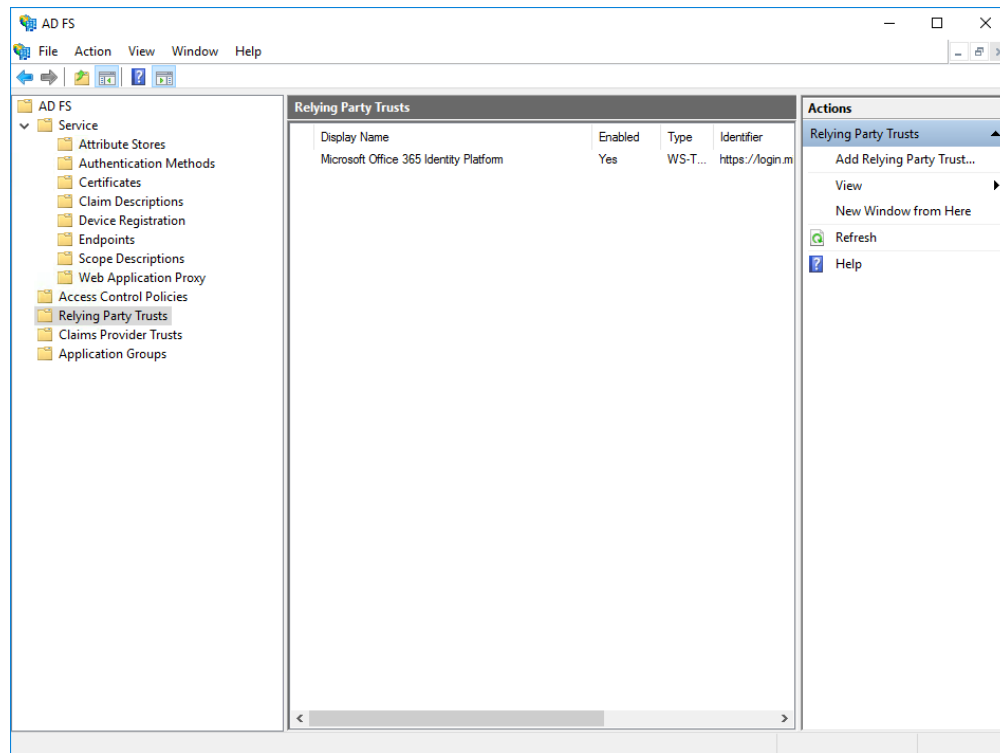 AD FS
File Action View Window Help
AD FS
Service
Attribute Stores
Authentication Methods
Certificates
Claim Descriptions
Device Registration
Endpoints
Scope Descriptions
Web Application Proxy
Access Control Policies
Relying Party Trusts
Claims Provider Trusts
Application Groups
Relying Party Trusts
Display Name Enabled Type Identifier
Microsoft Office 365 Identity Platform Yes WS-T... https://login.m
Actions
Relying Party Trusts
Add Relying Party Trust...
View
New Window from Here
Refresh
Help